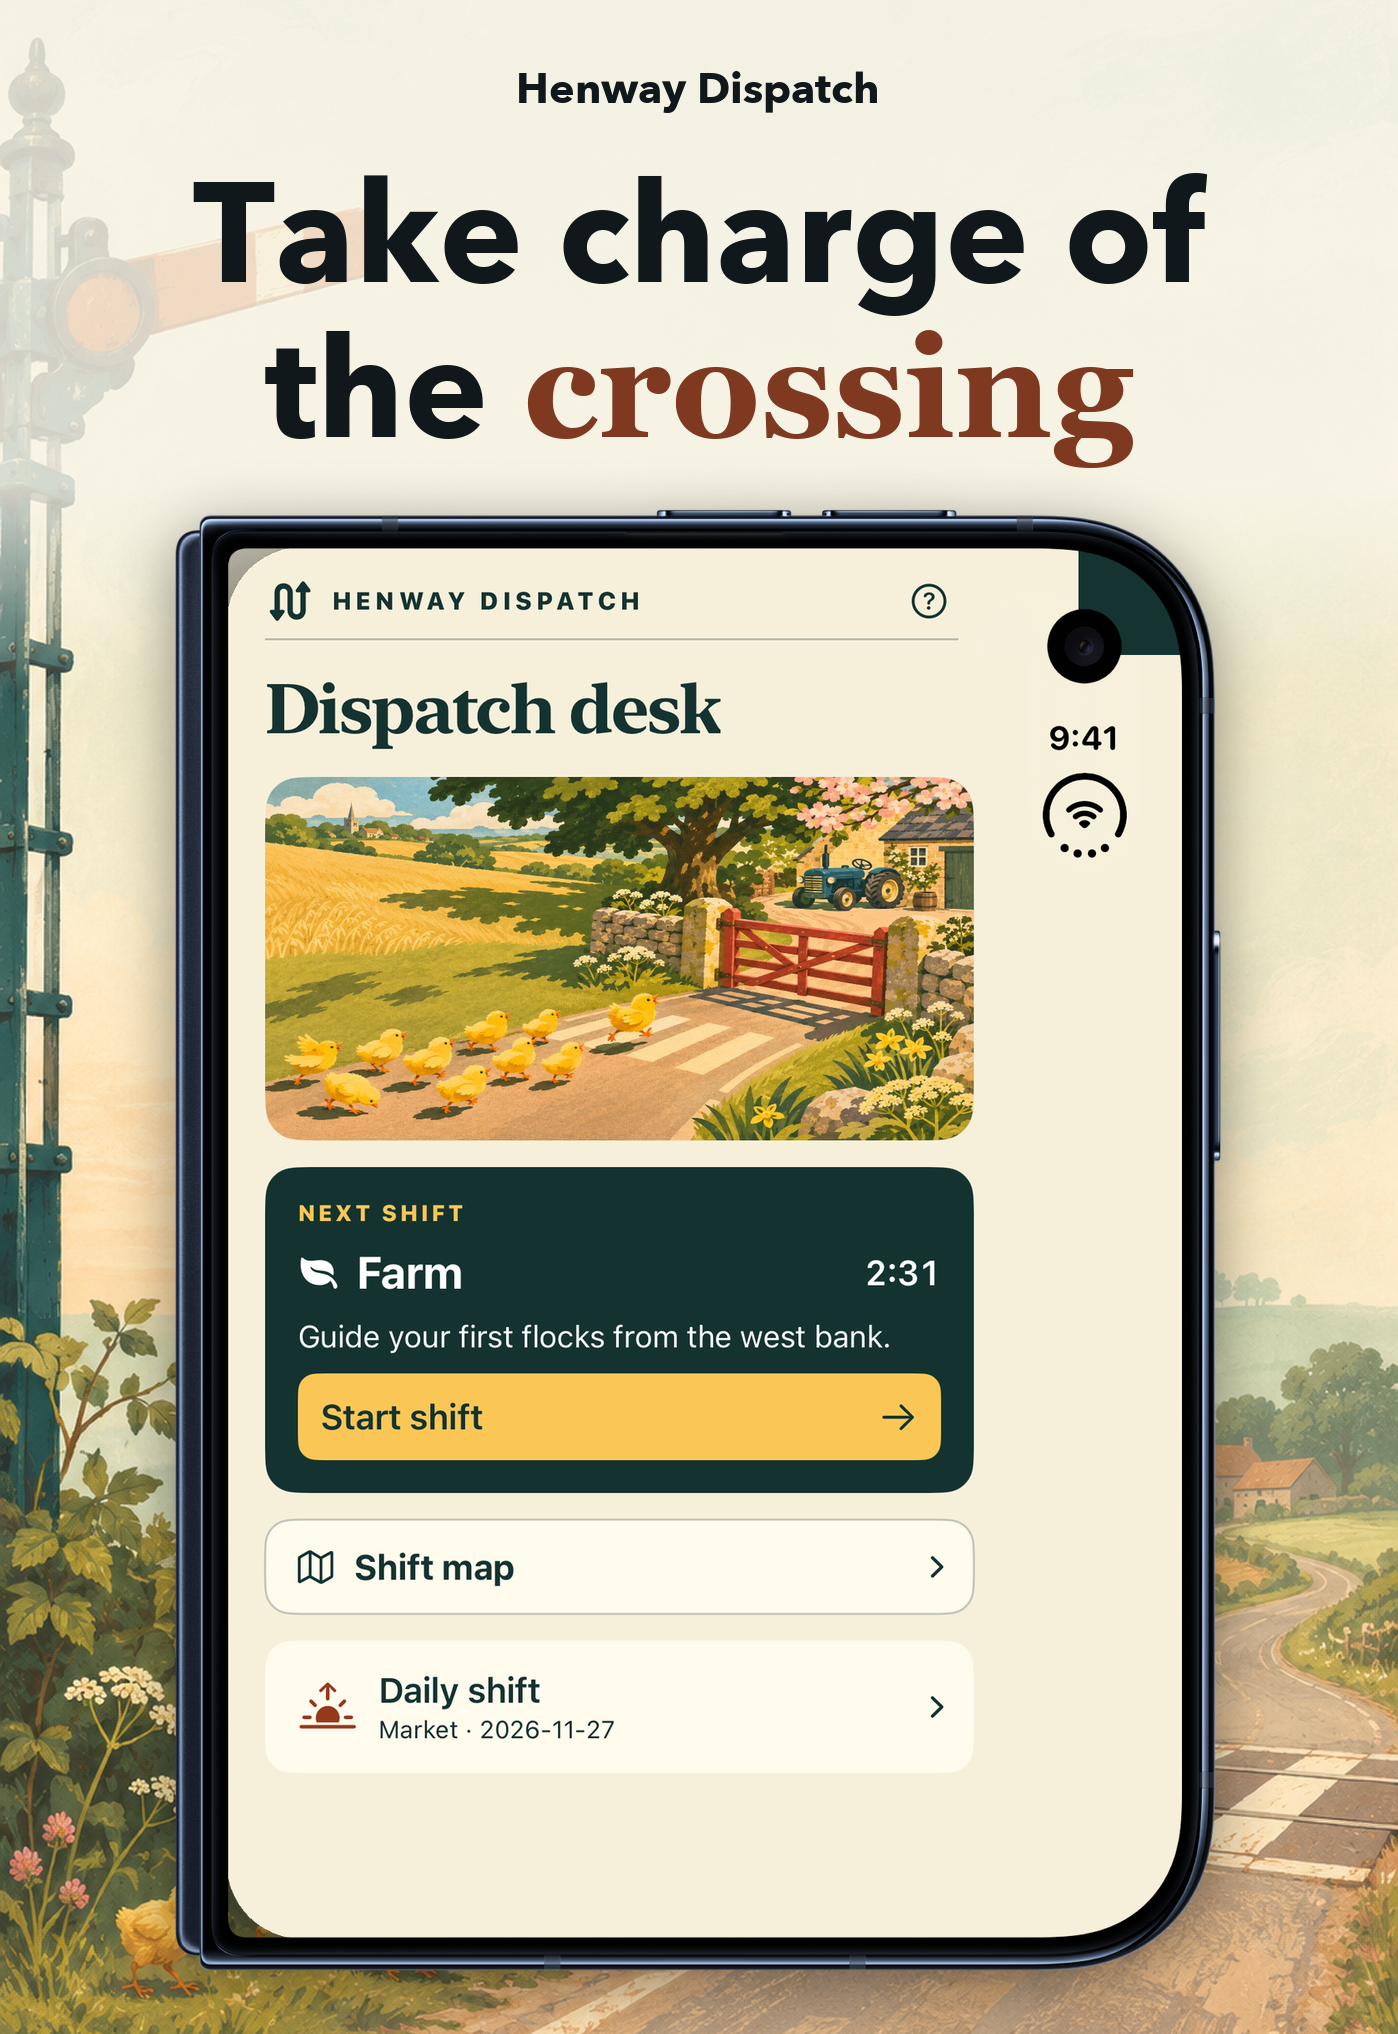 Henway Dispatch
Take charge of
the crossing
HENWAY DISPATCH
?
9:41
Dispatch desk
NEXT SHIFT
Farm
2:31
Guide your first flocks from the west bank.
Start shift
Shift map
Daily shift
Market · 2026-11-27